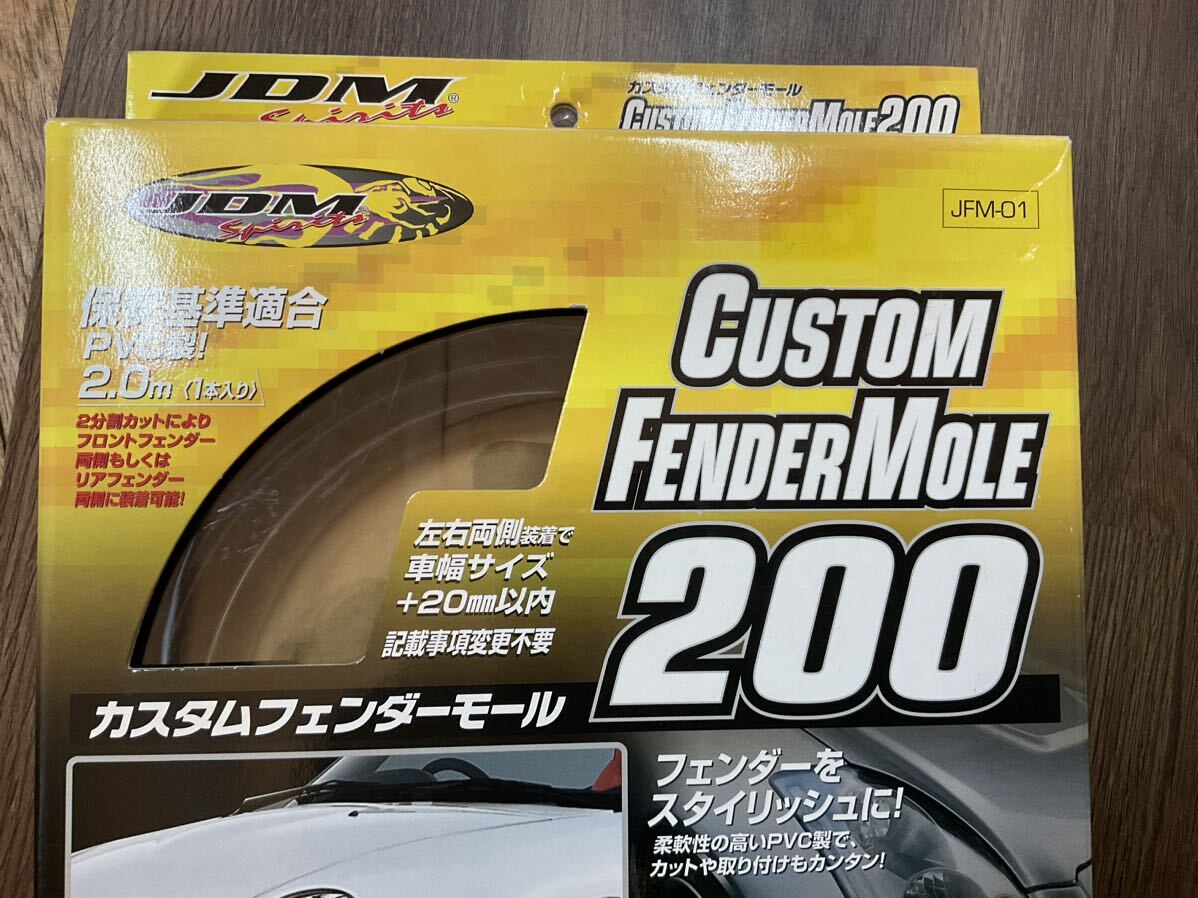 JDM
Spirits®
カスタムフェンダーモール
CUSTOM FENDER MOLE 200
JDM
Spirits
JFM-01
保安基準適合
PVC製!
2.0m〈1本入り〉
2分割カットにより
フロントフェンダー
両側もしくは
リアフェンダー
両側に装着可能!
CUSTOM
FENDERMOLE
200
左右両側装着で
車幅サイズ
+20mm以内
記載事項変更不要
カスタムフェンダーモール
フェンダーを
スタイリッシュに!
柔軟性の高いPVC製で、
カットや取り付けもカンタン!